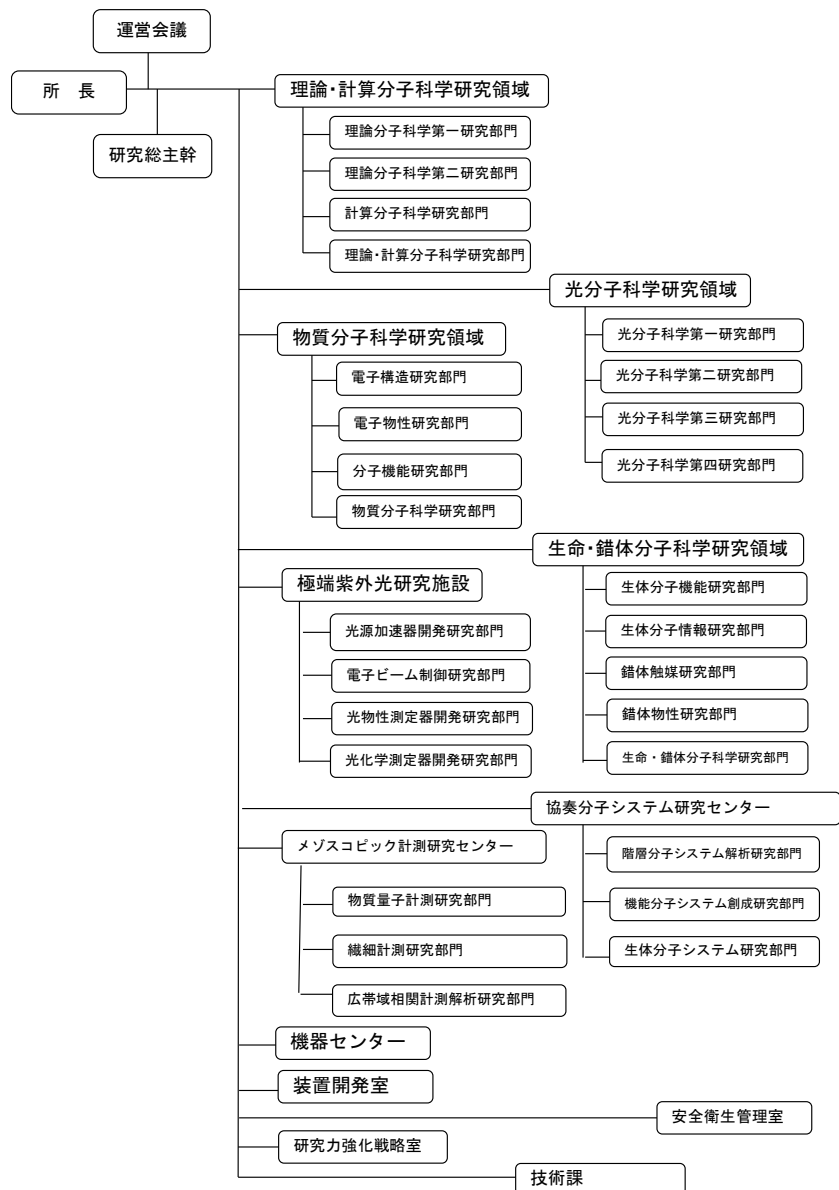 運営会議
所　長
研究総主幹
理論・計算分子科学研究領域
理論分子科学第一研究部門
理論分子科学第二研究部門
計算分子科学研究部門
理論・計算分子科学研究部門
光分子科学研究領域
光分子科学第一研究部門
光分子科学第二研究部門
光分子科学第三研究部門
光分子科学第四研究部門
物質分子科学研究領域
電子構造研究部門
電子物性研究部門
分子機能研究部門
物質分子科学研究部門
生命・錯体分子科学研究領域
生体分子機能研究部門
生体分子情報研究部門
錯体触媒研究部門
錯体物性研究部門
生命・錯体分子科学研究部門
極端紫外光研究施設
光源加速器開発研究部門
電子ビーム制御研究部門
光物性測定器開発研究部門
光化学測定器開発研究部門
協奏分子システム研究センター
階層分子システム解析研究部門
機能分子システム創成研究部門
生体分子システム研究部門
メゾスコピック計測研究センター
物質量子計測研究部門
繊細計測研究部門
広帯域相関計測解析研究部門
機器センター
装置開発室
安全衛生管理室
研究力強化戦略室
技術課